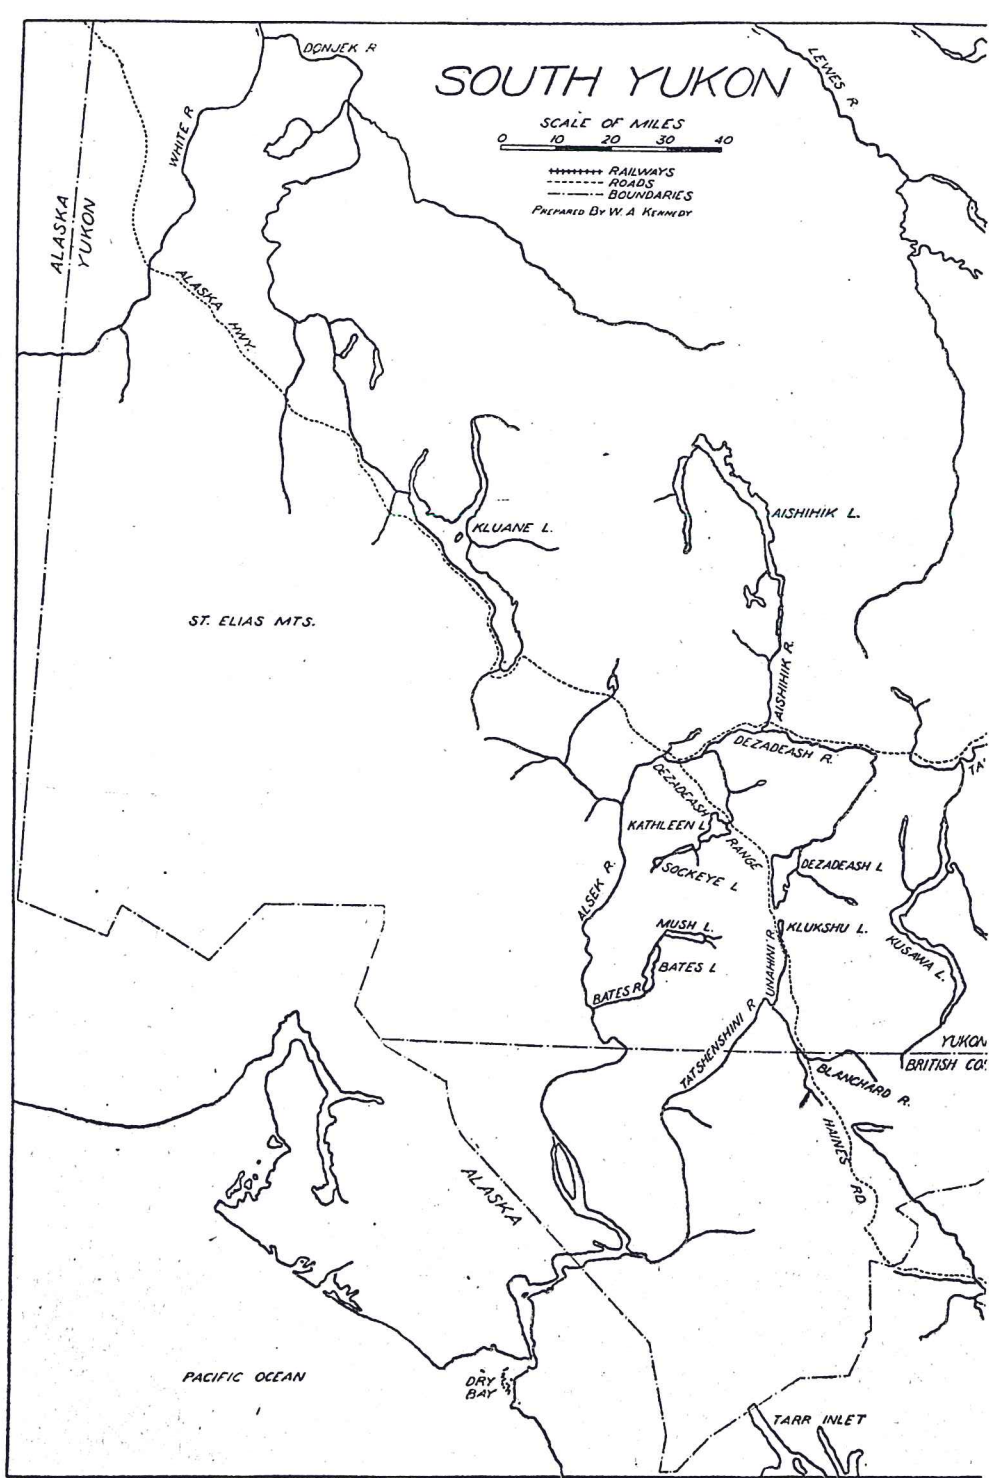 DONJEK R
LEWES R
SOUTH YUKON
WHITE R
SCALE OF MILES
0 10 20 30 40
RAILWAYS
ROADS
BOUNDARIES
PREPARED BY W. A KENNEDY
ALASKA
YUKON
ALASKA HWY.
KLUANE L.
AISHIHIK L.
ST. ELIAS MTS.
AISHIHIK R.
DEZADEASH R.
TA
DEZADEASH RANGE
KATHLEEN L
SOCKEYE L
DEZADEASH L
ALSEK R.
MUSH L.
KLUKSHU L.
KUSAWA L.
BATES L
UNAHINI R.
BATES R
TATSHENSHINI R
YUKON
BRITISH CO
BLANCHARD R.
HAINES RD
ALASKA
PACIFIC OCEAN
DRY
BAY
TARR INLET